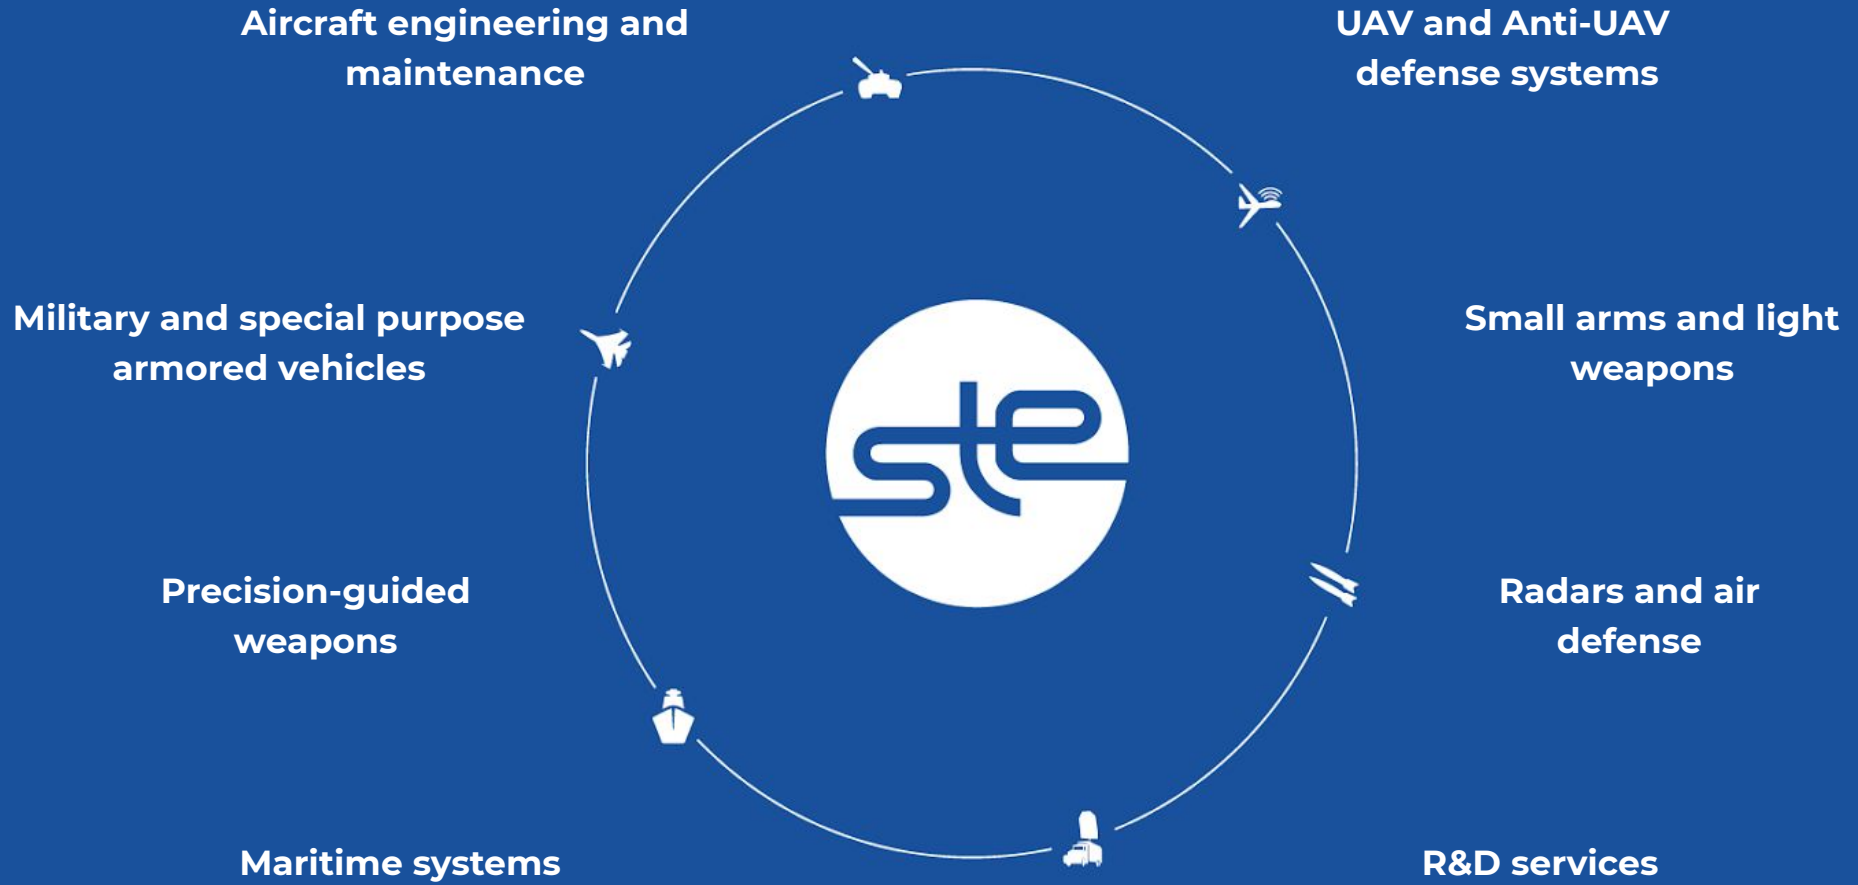 Aircraft engineering and
maintenance
UAV and Anti-UAV
defense systems
Military and special purpose
armored vehicles
Small arms and light
weapons
ste
Precision-guided
weapons
Radars and air
defense
Maritime systems
R&D services